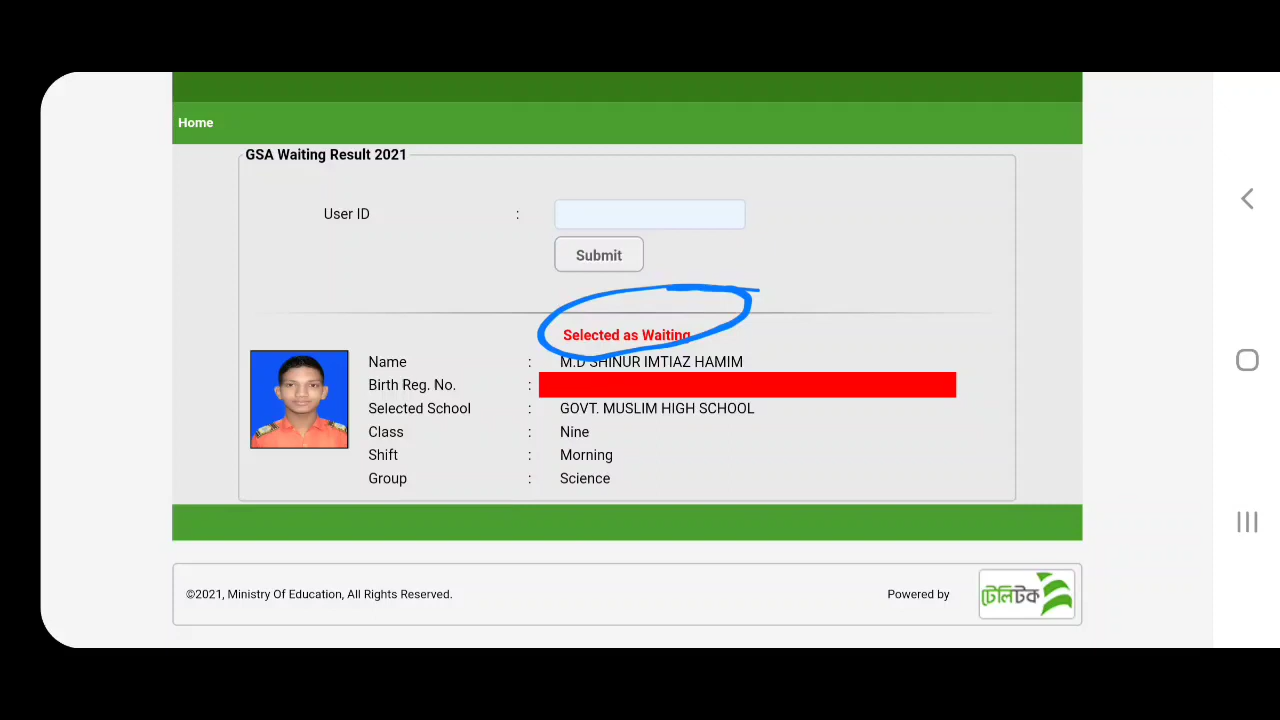 Home
GSA Waiting Result 2021
User ID :
Submit
Selected as Waiting
Name : M.D SHINUR IMTIAZ HAMIM
Birth Reg. No. :
Selected School : GOVT. MUSLIM HIGH SCHOOL
Class : Nine
Shift : Morning
Group : Science
©2021, Ministry Of Education, All Rights Reserved. Powered by টেলিটক